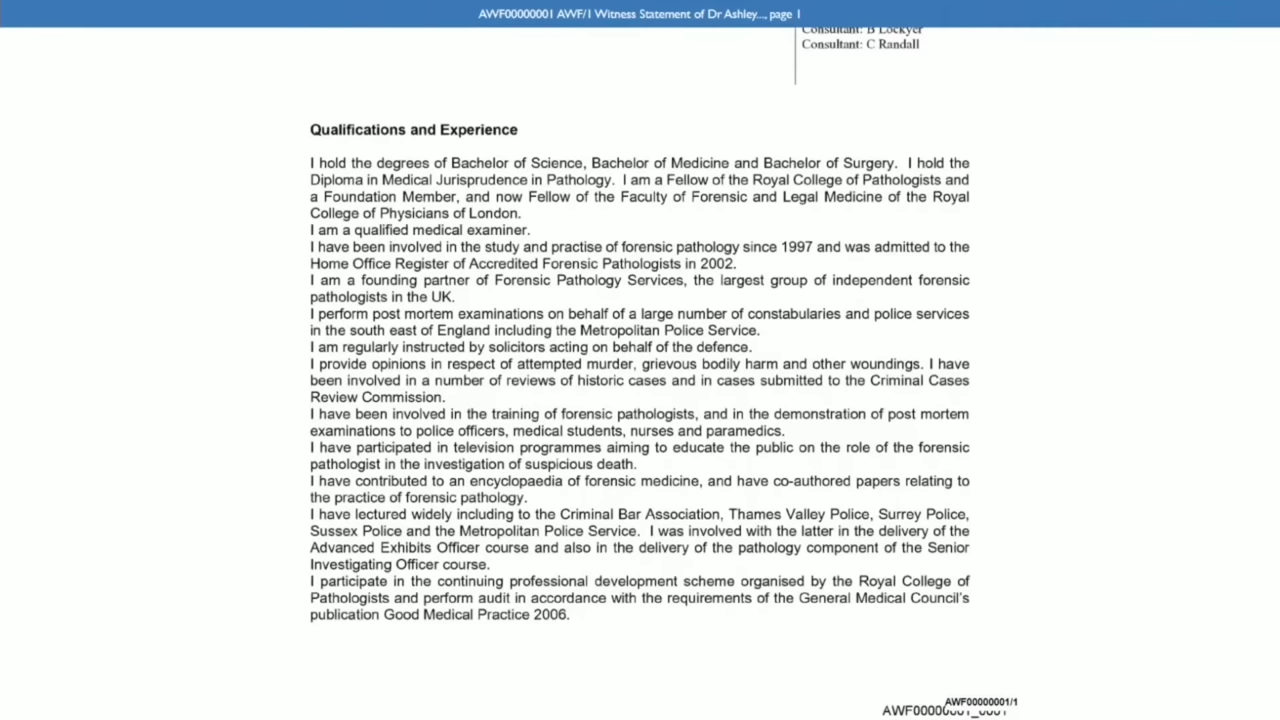 AWF00000001 AWF/1 Witness Statement of Dr Ashley..., page 1
Consultant: B Lockyer
Consultant: C Randall
Qualifications and Experience
I hold the degrees of Bachelor of Science, Bachelor of Medicine and Bachelor of Surgery. I hold the
Diploma in Medical Jurisprudence in Pathology. I am a Fellow of the Royal College of Pathologists and
a Foundation Member, and now Fellow of the Faculty of Forensic and Legal Medicine of the Royal
College of Physicians of London.
I am a qualified medical examiner.
I have been involved in the study and practise of forensic pathology since 1997 and was admitted to the
Home Office Register of Accredited Forensic Pathologists in 2002.
I am a founding partner of Forensic Pathology Services, the largest group of independent forensic
pathologists in the UK.
I perform post mortem examinations on behalf of a large number of constabularies and police services
in the south east of England including the Metropolitan Police Service.
I am regularly instructed by solicitors acting on behalf of the defence.
I provide opinions in respect of attempted murder, grievous bodily harm and other woundings. I have
been involved in a number of reviews of historic cases and in cases submitted to the Criminal Cases
Review Commission.
I have been involved in the training of forensic pathologists, and in the demonstration of post mortem
examinations to police officers, medical students, nurses and paramedics.
I have participated in television programmes aiming to educate the public on the role of the forensic
pathologist in the investigation of suspicious death.
I have contributed to an encyclopaedia of forensic medicine, and have co-authored papers relating to
the practice of forensic pathology.
I have lectured widely including to the Criminal Bar Association, Thames Valley Police, Surrey Police,
Sussex Police and the Metropolitan Police Service. I was involved with the latter in the delivery of the
Advanced Exhibits Officer course and also in the delivery of the pathology component of the Senior
Investigating Officer course.
I participate in the continuing professional development scheme organised by the Royal College of
Pathologists and perform audit in accordance with the requirements of the General Medical Council's
publication Good Medical Practice 2006.
AWF00000001/1
AWF00000001_0001